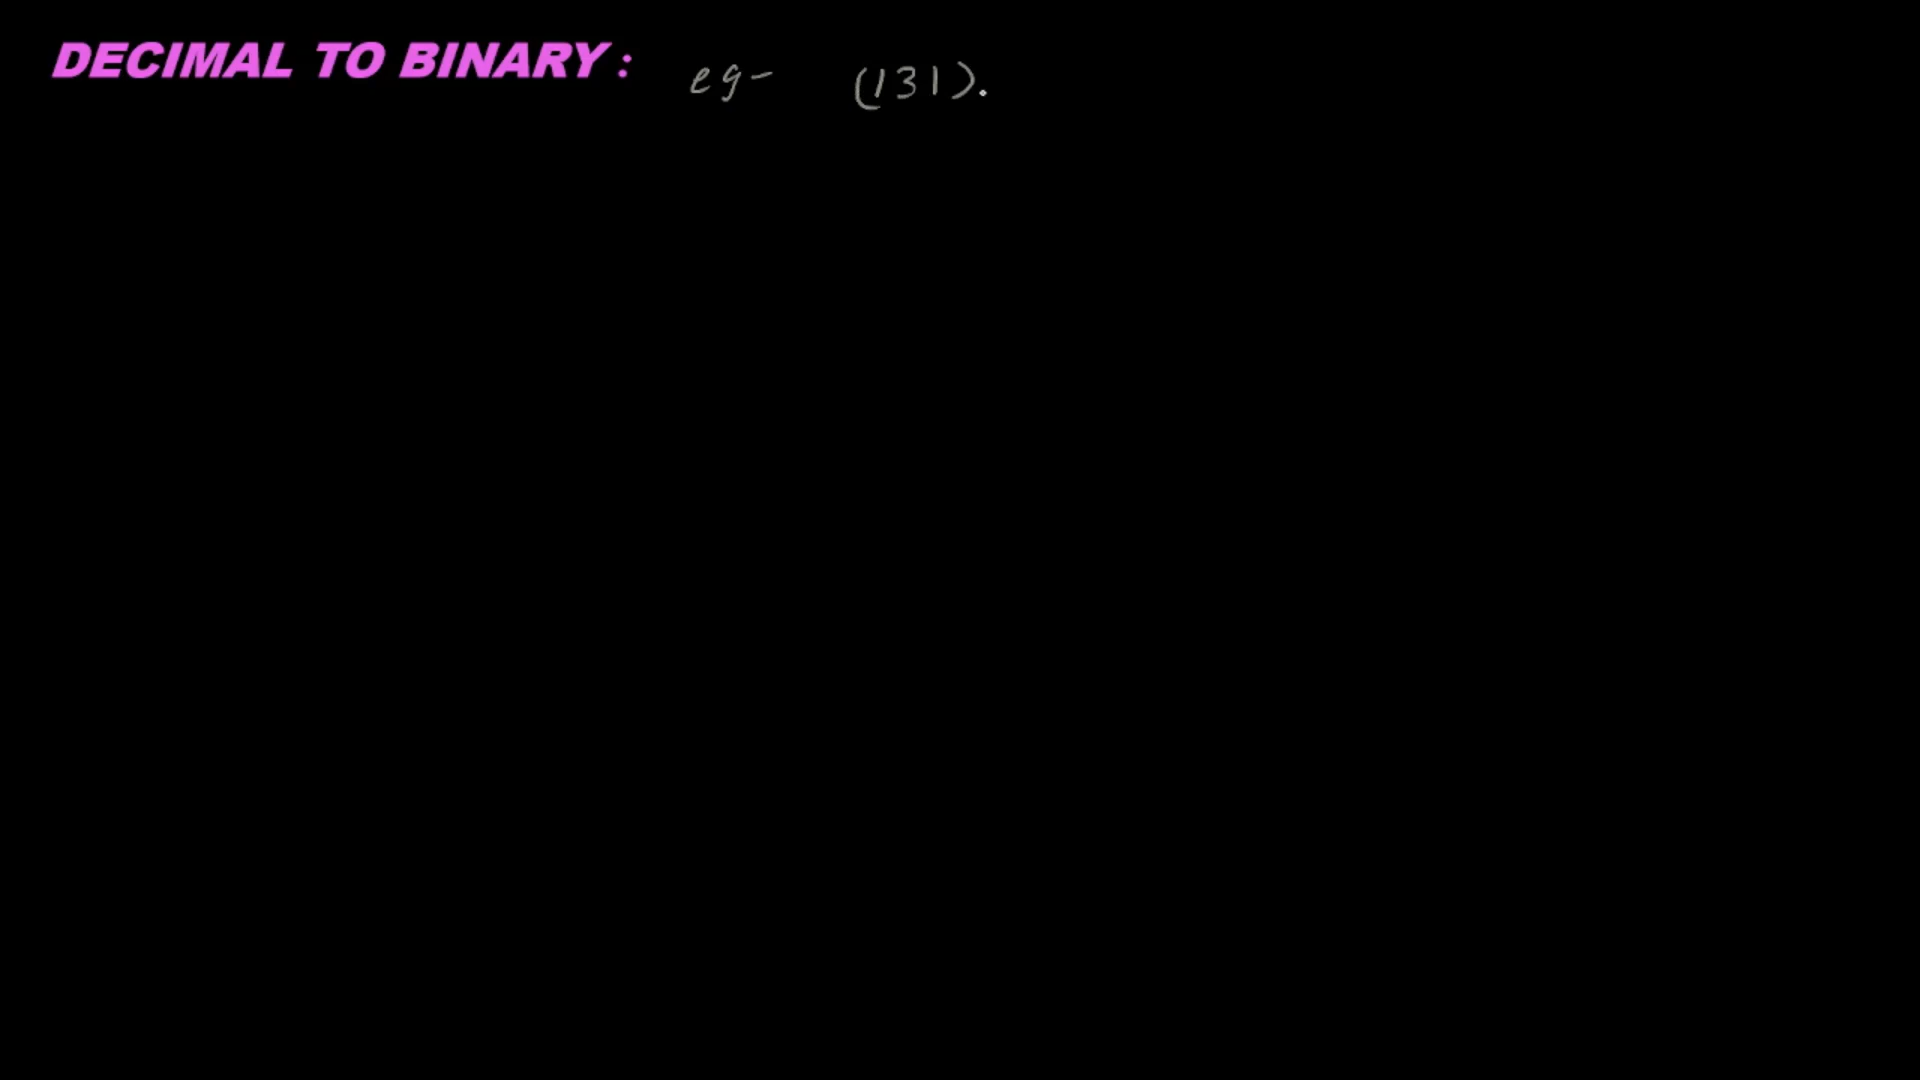 DECIMAL TO BINARY : eg- (131).